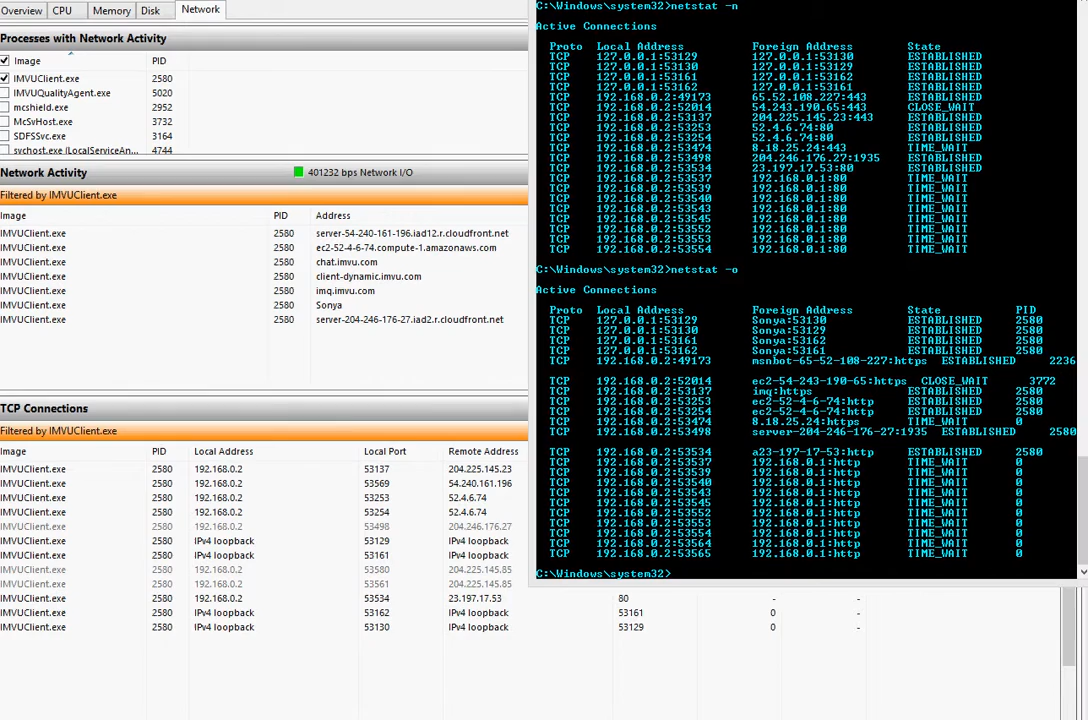 Overview CPU Memory Disk Network
Processes with Network Activity
Image PID
IMVUClient.exe 2580
IMVUQualityAgent.exe 5020
mcshield.exe 2952
McSvHost.exe 3732
SDFSSvc.exe 3164
svchost.exe (LocalServiceAn... 4744
Network Activity 401232 bps Network I/O
Filtered by IMVUClient.exe
Image PID Address
IMVUClient.exe 2580 server-54-240-161-196.iad12.r.cloudfront.net
IMVUClient.exe 2580 ec2-52-4-6-74.compute-1.amazonaws.com
IMVUClient.exe 2580 chat.imvu.com
IMVUClient.exe 2580 client-dynamic.imvu.com
IMVUClient.exe 2580 imq.imvu.com
IMVUClient.exe 2580 Sonya
IMVUClient.exe 2580 server-204-246-176-27.iad2.r.cloudfront.net
TCP Connections
Filtered by IMVUClient.exe
Image PID Local Address Local Port Remote Address
IMVUClient.exe 2580 192.168.0.2 53137 204.225.145.23
IMVUClient.exe 2580 192.168.0.2 53569 54.240.161.196
IMVUClient.exe 2580 192.168.0.2 53253 52.4.6.74
IMVUClient.exe 2580 192.168.0.2 53254 52.4.6.74
IMVUClient.exe 2580 192.168.0.2 53498 204.246.176.27
IMVUClient.exe 2580 IPv4 loopback 53129 IPv4 loopback
IMVUClient.exe 2580 IPv4 loopback 53161 IPv4 loopback
IMVUClient.exe 2580 192.168.0.2 53580 204.225.145.85
IMVUClient.exe 2580 192.168.0.2 53561 204.225.145.85
IMVUClient.exe 2580 192.168.0.2 53534 23.197.17.53 80 - -
IMVUClient.exe 2580 IPv4 loopback 53162 IPv4 loopback 53161 0 -
IMVUClient.exe 2580 IPv4 loopback 53130 IPv4 loopback 53129 0 -
C:\Windows\system32>netstat -n
Active Connections
Proto Local Address Foreign Address State
TCP 127.0.0.1:53129 127.0.0.1:53130 ESTABLISHED
TCP 127.0.0.1:53130 127.0.0.1:53129 ESTABLISHED
TCP 127.0.0.1:53161 127.0.0.1:53162 ESTABLISHED
TCP 127.0.0.1:53162 127.0.0.1:53161 ESTABLISHED
TCP 192.168.0.2:49173 65.52.108.227:443 ESTABLISHED
TCP 192.168.0.2:52014 54.243.190.65:443 CLOSE_WAIT
TCP 192.168.0.2:53137 204.225.145.23:443 ESTABLISHED
TCP 192.168.0.2:53253 52.4.6.74:80 ESTABLISHED
TCP 192.168.0.2:53254 52.4.6.74:80 ESTABLISHED
TCP 192.168.0.2:53474 8.18.25.24:443 TIME_WAIT
TCP 192.168.0.2:53498 204.246.176.27:1935 ESTABLISHED
TCP 192.168.0.2:53534 23.197.17.53:80 ESTABLISHED
TCP 192.168.0.2:53537 192.168.0.1:80 TIME_WAIT
TCP 192.168.0.2:53539 192.168.0.1:80 TIME_WAIT
TCP 192.168.0.2:53540 192.168.0.1:80 TIME_WAIT
TCP 192.168.0.2:53543 192.168.0.1:80 TIME_WAIT
TCP 192.168.0.2:53545 192.168.0.1:80 TIME_WAIT
TCP 192.168.0.2:53552 192.168.0.1:80 TIME_WAIT
TCP 192.168.0.2:53553 192.168.0.1:80 TIME_WAIT
TCP 192.168.0.2:53554 192.168.0.1:80 TIME_WAIT
C:\Windows\system32>netstat -o
Active Connections
Proto Local Address Foreign Address State PID
TCP 127.0.0.1:53129 Sonya:53130 ESTABLISHED 2580
TCP 127.0.0.1:53130 Sonya:53129 ESTABLISHED 2580
TCP 127.0.0.1:53161 Sonya:53162 ESTABLISHED 2580
TCP 127.0.0.1:53162 Sonya:53161 ESTABLISHED 2580
TCP 192.168.0.2:49173 msnbot-65-52-108-227:https ESTABLISHED 2236
TCP 192.168.0.2:52014 ec2-54-243-190-65:https CLOSE_WAIT 3772
TCP 192.168.0.2:53137 imq:https ESTABLISHED 2580
TCP 192.168.0.2:53253 ec2-52-4-6-74:http ESTABLISHED 2580
TCP 192.168.0.2:53254 ec2-52-4-6-74:http ESTABLISHED 2580
TCP 192.168.0.2:53474 8.18.25.24:https TIME_WAIT 0
TCP 192.168.0.2:53498 server-204-246-176-27:1935 ESTABLISHED 2580
TCP 192.168.0.2:53534 a23-197-17-53:http ESTABLISHED 2580
TCP 192.168.0.2:53537 192.168.0.1:http TIME_WAIT 0
TCP 192.168.0.2:53539 192.168.0.1:http TIME_WAIT 0
TCP 192.168.0.2:53540 192.168.0.1:http TIME_WAIT 0
TCP 192.168.0.2:53543 192.168.0.1:http TIME_WAIT 0
TCP 192.168.0.2:53545 192.168.0.1:http TIME_WAIT 0
TCP 192.168.0.2:53552 192.168.0.1:http TIME_WAIT 0
TCP 192.168.0.2:53553 192.168.0.1:http TIME_WAIT 0
TCP 192.168.0.2:53554 192.168.0.1:http TIME_WAIT 0
TCP 192.168.0.2:53564 192.168.0.1:http TIME_WAIT 0
TCP 192.168.0.2:53565 192.168.0.1:http TIME_WAIT 0
C:\Windows\system32>